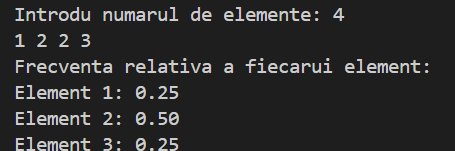 Introdu numarul de elemente: 4
1 2 2 3
Frecventa relativa a fiecarui element:
Element 1: 0.25
Element 2: 0.50
Element 3: 0.25